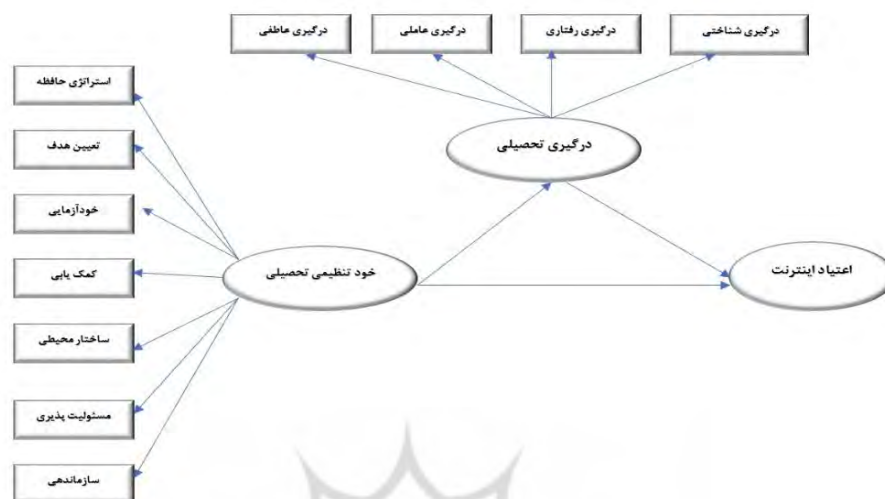 درگیری شناختی
درگیری رفتاری
درگیری عاملی
درگیری عاطفی
درگیری تحصیلی
استراتژی حافظه
تعیین هدف
خودآزمایی
کمک یابی
ساختار محیطی
مسئولیت پذیری
سازماندهی
خود تنظیمی تحصیلی
اعتیاد اینترنت